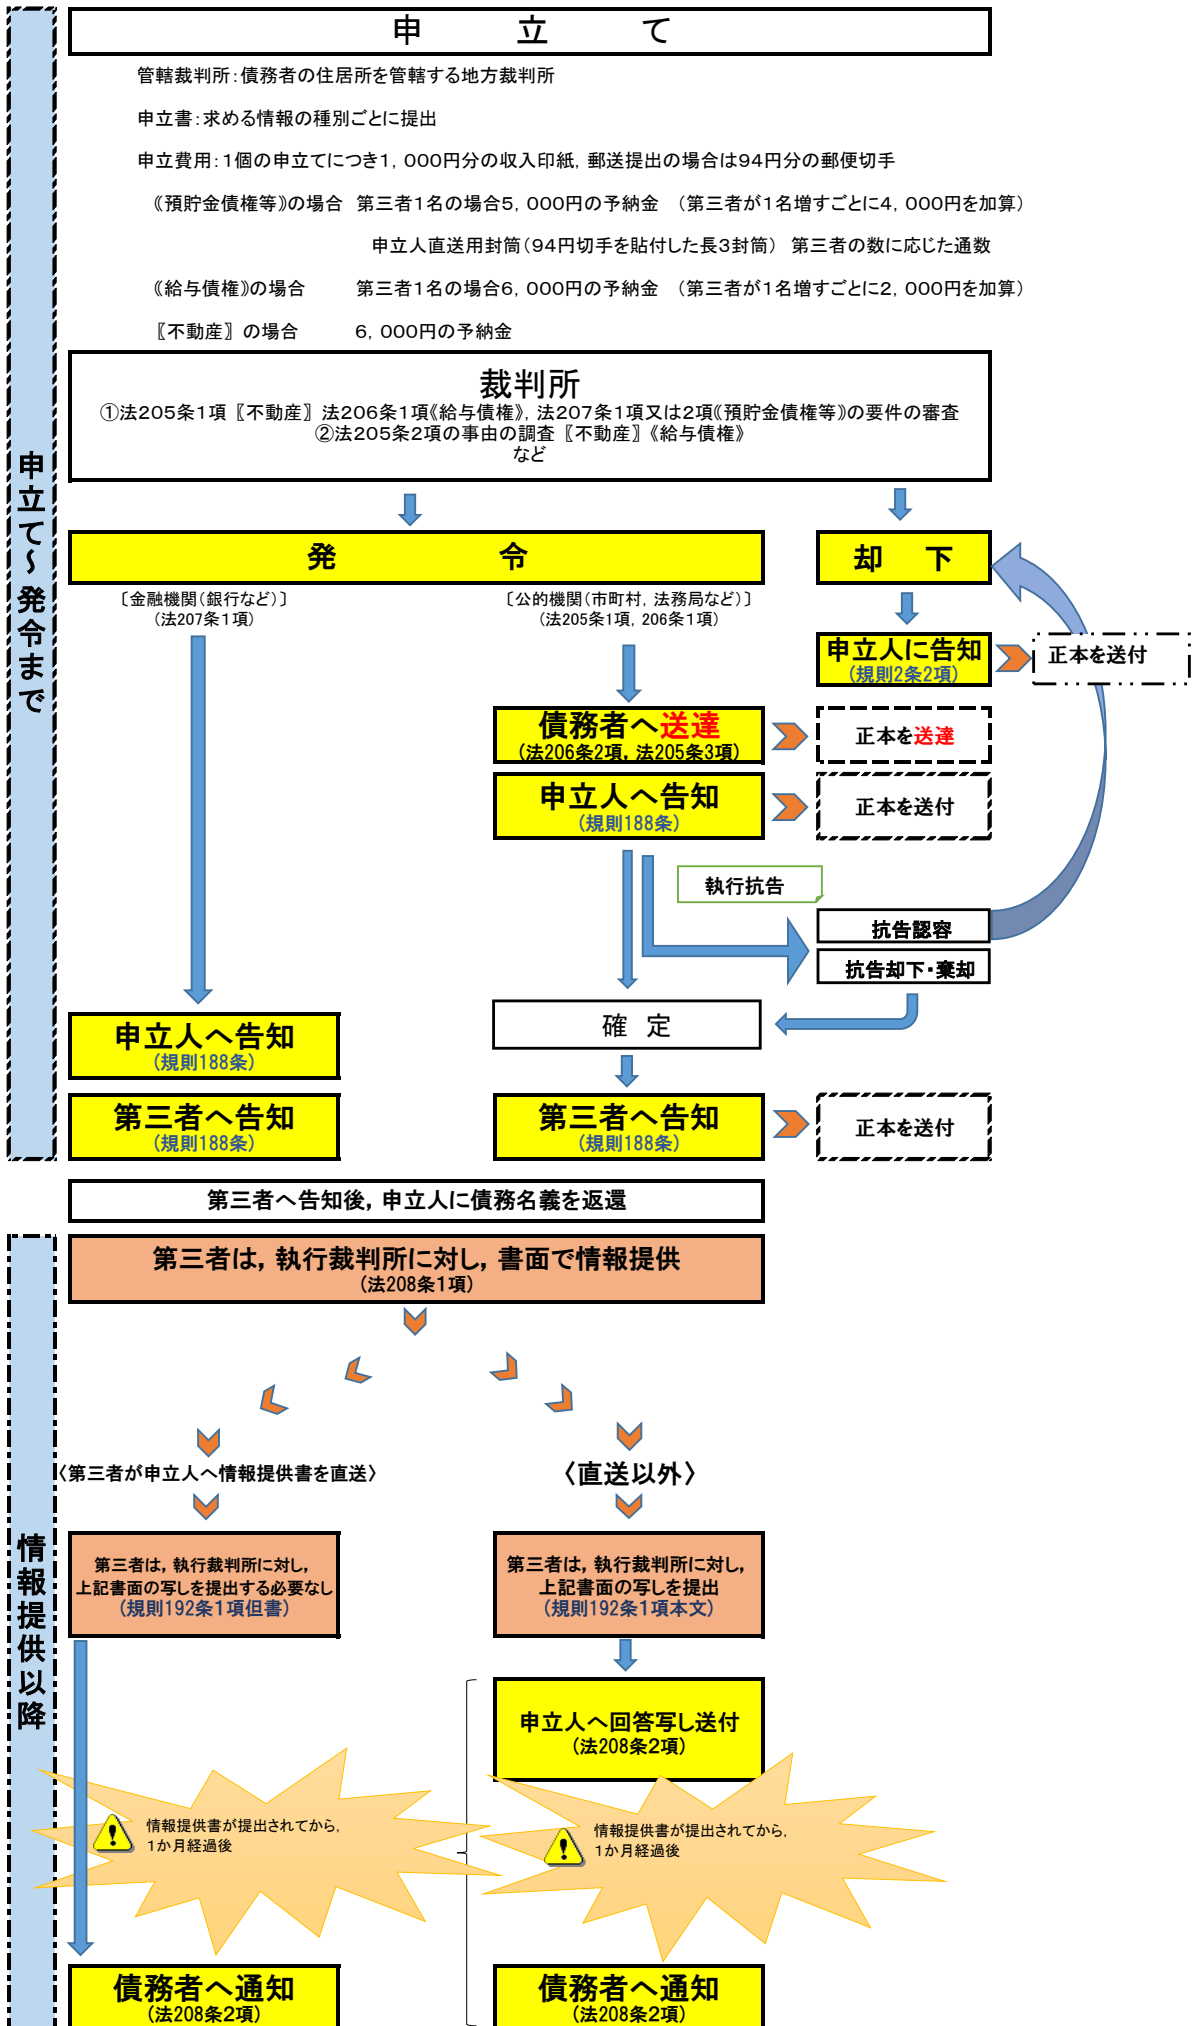 申立て
管轄裁判所：債務者の住居所を管轄する地方裁判所
申立書：求める情報の種別ごとに提出
申立費用：１個の申立てにつき１，０００円分の収入印紙，郵送提出の場合は９４円分の郵便切手
《預貯金債権等》の場合　第三者１名の場合５，０００円の予納金　（第三者が１名増すごとに４，０００円を加算）
申立人直送用封筒（９４円切手を貼付した長３封筒）　第三者の数に応じた通数
《給与債権》の場合　第三者１名の場合６，０００円の予納金　（第三者が１名増すごとに２，０００円を加算）
〖不動産〗の場合　６，０００円の予納金
裁判所
①法２０５条１項〖不動産〗法２０６条１項《給与債権》，法２０７条１項又は２項《預貯金債権等》の要件の審査
②法２０５条２項の事由の調査〖不動産〗《給与債権》
など
申立て～発令まで
発令
却下
〔金融機関（銀行など）〕
（法207条１項）
〔公的機関（市町村，法務局など）〕
（法205条1項，206条１項）
申立人に告知
（規則2条2項）
正本を送付
債務者へ送達
（法206条2項，法205条3項）
正本を送達
申立人へ告知
（規則188条）
正本を送付
執行抗告
抗告認容
抗告却下・棄却
確定
申立人へ告知
（規則188条）
第三者へ告知
（規則188条）
第三者へ告知
（規則188条）
正本を送付
第三者へ告知後，申立人に債務名義を返還
第三者は，執行裁判所に対し，書面で情報提供
（法208条１項）
〈第三者が申立人へ情報提供書を直送〉
〈直送以外〉
情報提供以降
第三者は，執行裁判所に対し，
上記書面の写しを提出する必要なし
（規則192条１項但書）
第三者は，執行裁判所に対し，
上記書面の写しを提出
（規則192条１項本文）
申立人へ回答写し送付
（法208条２項）
情報提供書が提出されてから，
１か月経過後
情報提供書が提出されてから，
１か月経過後
債務者へ通知
（法208条２項）
債務者へ通知
（法208条２項）